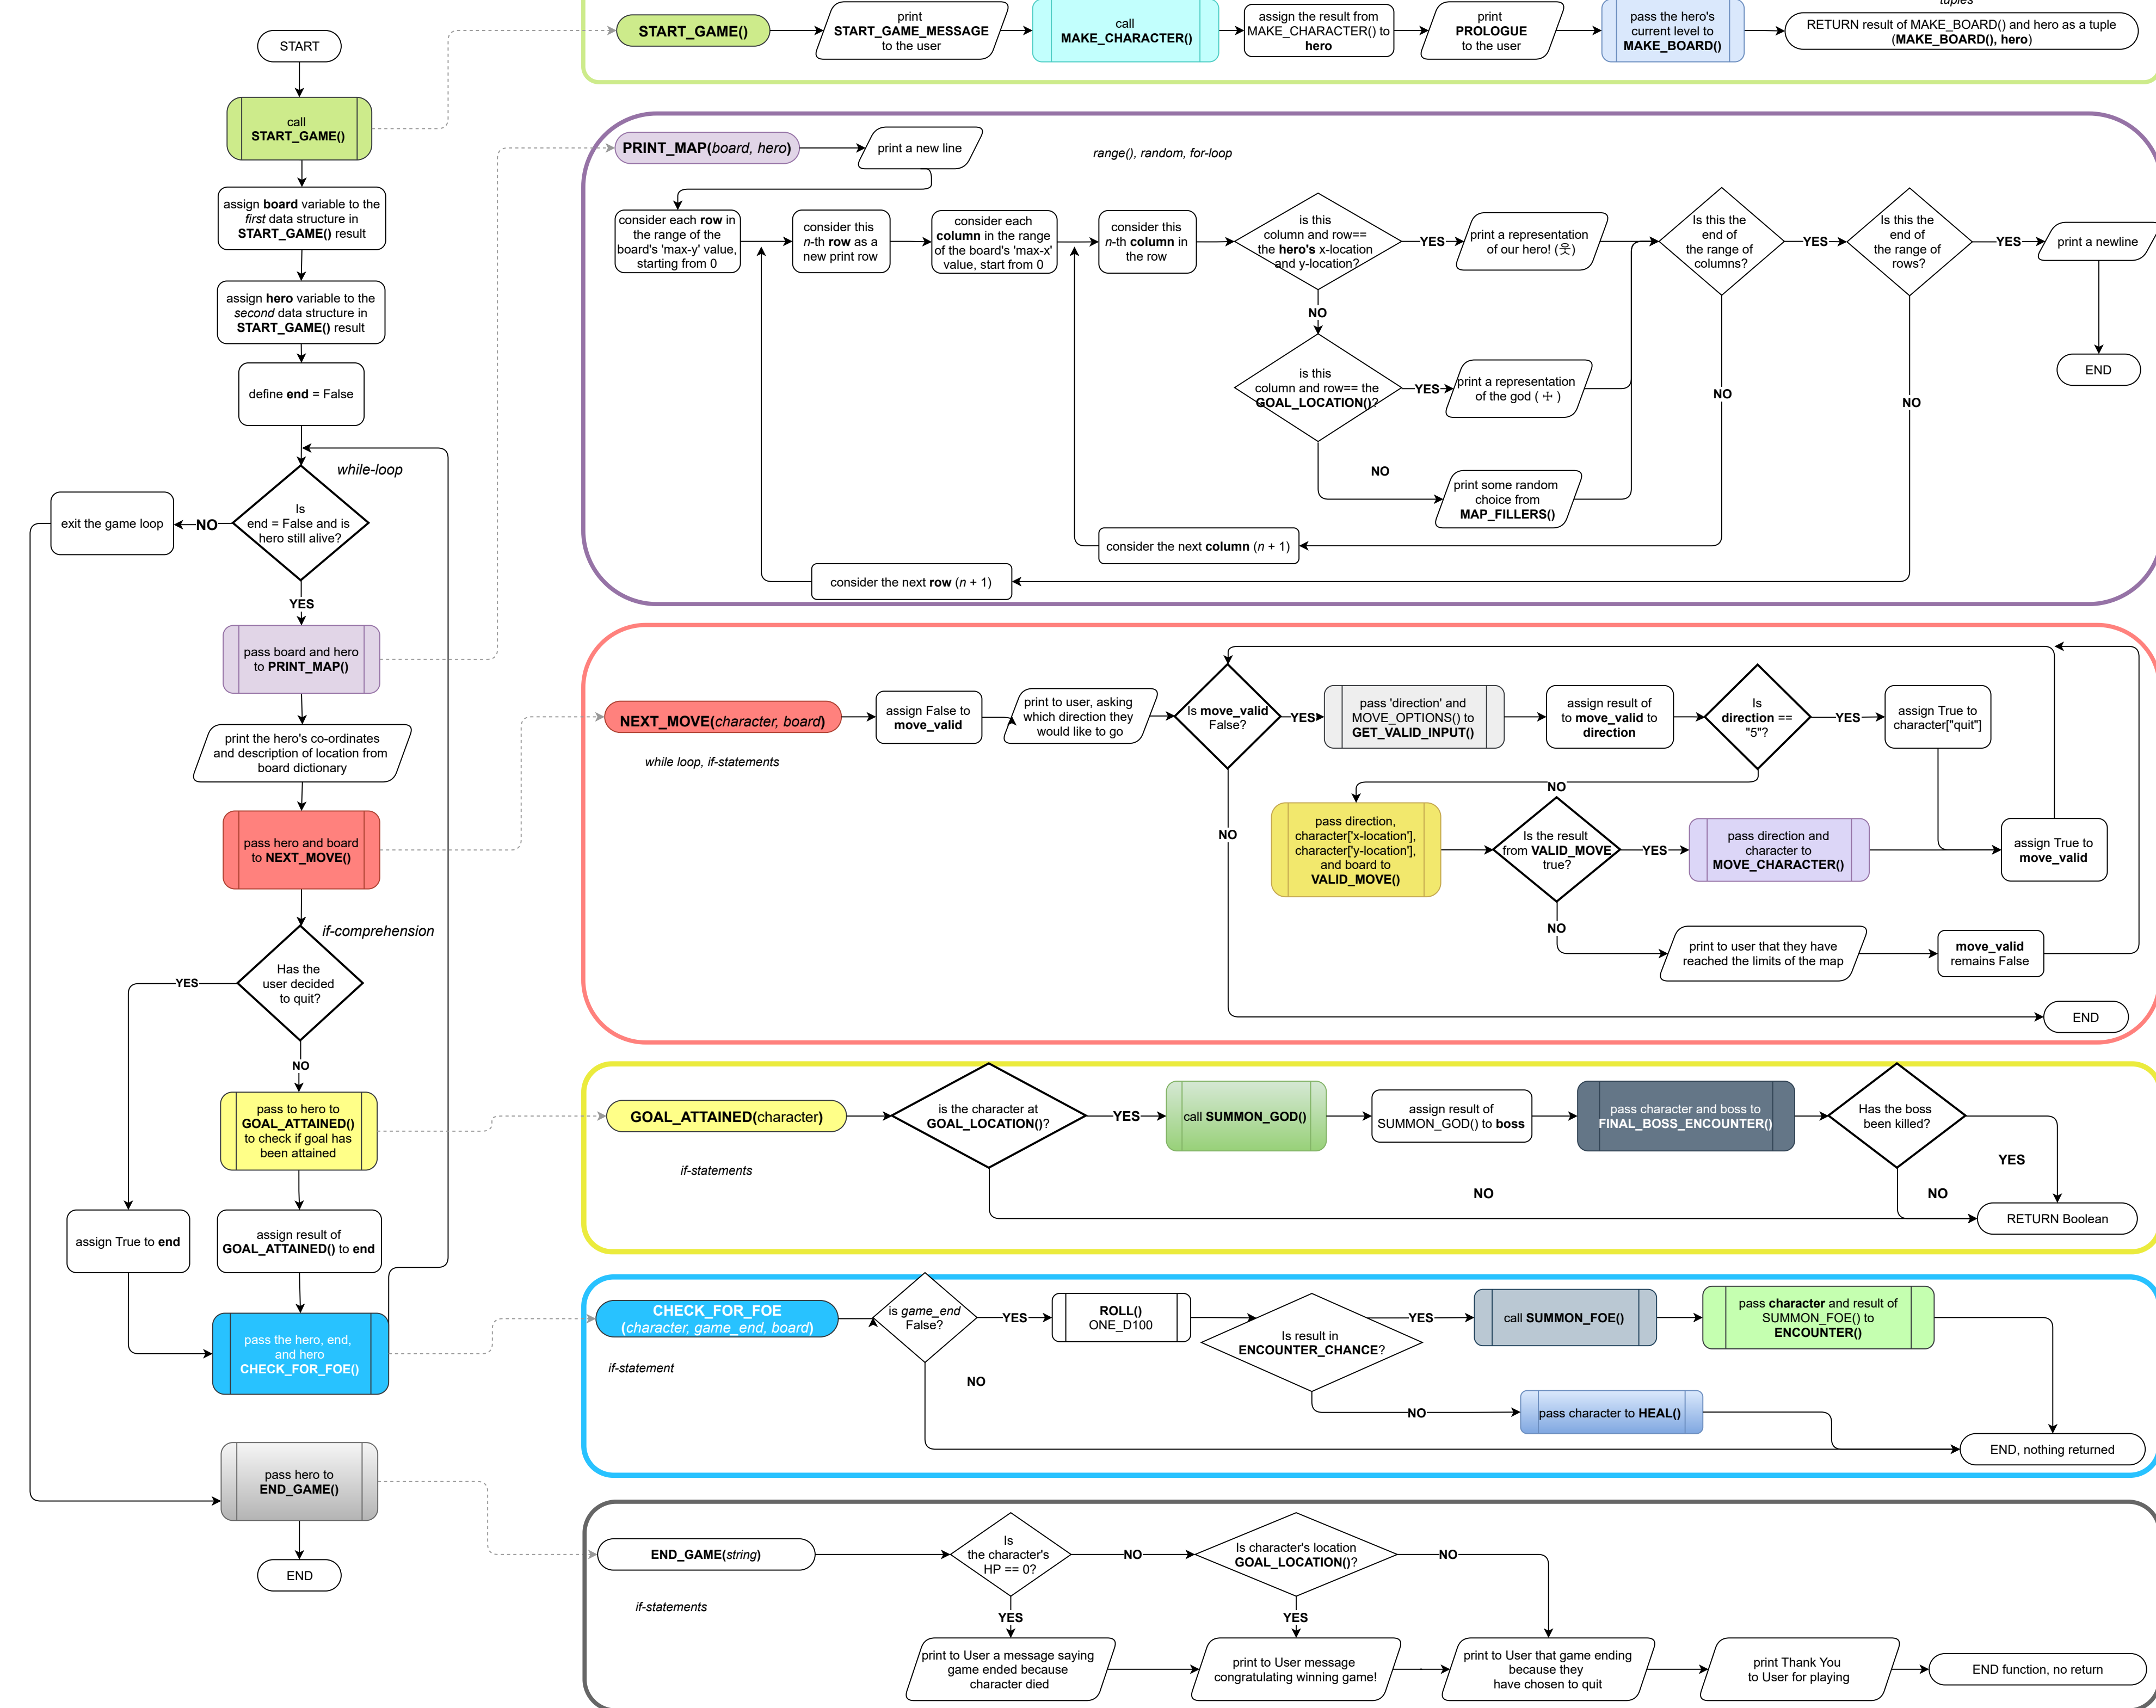 START
call
START_GAME()
assign board variable to the
first data structure in
START_GAME() result
assign hero variable to the
second data structure in
START_GAME() result
define end = False
while-loop
Is
end = False and is
hero still alive?
NO
exit the game loop
YES
pass board and hero
to PRINT_MAP()
print the hero's co-ordinates
and description of location from
board dictionary
pass hero and board
to NEXT_MOVE()
if-comprehension
Has the
user decided
to quit?
YES
NO
pass to hero to
GOAL_ATTAINED()
to check if goal has
been attained
assign True to end
assign result of
GOAL_ATTAINED() to end
pass the hero, end,
and hero
CHECK_FOR_FOE()
pass hero to
END_GAME()
END
START_GAME()
print
START_GAME_MESSAGE
to the user
call
MAKE_CHARACTER()
assign the result from
MAKE_CHARACTER() to
hero
print
PROLOGUE
to the user
pass the hero's
current level to
MAKE_BOARD()
tuples
RETURN result of MAKE_BOARD() and hero as a tuple
(MAKE_BOARD(), hero)
PRINT_MAP(board, hero)
print a new line
range(), random, for-loop
consider each row in
the range of the
board's 'max-y' value,
starting from 0
consider this
n-th row as a
new print row
consider each
column in the range
of the board's 'max-x'
value, start from 0
consider this
n-th column in
the row
is this
column and row==
the hero's x-location
and y-location?
YES
print a representation
of our hero! (웃)
Is this the
end of
the range of
columns?
YES
Is this the
end of
the range of
rows?
YES
print a newline
END
NO
is this
column and row== the
GOAL_LOCATION()?
YES
print a representation
of the god ( ☩ )
NO
NO
NO
print some random
choice from
MAP_FILLERS()
consider the next column (n + 1)
consider the next row (n + 1)
NEXT_MOVE(character, board)
while loop, if-statements
assign False to
move_valid
print to user, asking
which direction they
would like to go
Is move_valid
False?
YES
pass 'direction' and
MOVE_OPTIONS() to
GET_VALID_INPUT()
assign result of
to move_valid to
direction
Is
direction ==
"5"?
YES
assign True to
character["quit"]
NO
NO
pass direction,
character['x-location'],
character['y-location'],
and board to
VALID_MOVE()
Is the result
from VALID_MOVE
true?
YES
pass direction and
character to
MOVE_CHARACTER()
assign True to
move_valid
NO
print to user that they have
reached the limits of the map
move_valid
remains False
END
GOAL_ATTAINED(character)
if-statements
is the character at
GOAL_LOCATION()?
YES
call SUMMON_GOD()
assign result of
SUMMON_GOD() to boss
pass character and boss to
FINAL_BOSS_ENCOUNTER()
Has the boss
been killed?
YES
NO
NO
RETURN Boolean
CHECK_FOR_FOE
(character, game_end, board)
if-statement
is game_end
False?
YES
ROLL()
ONE_D100
Is result in
ENCOUNTER_CHANCE?
YES
call SUMMON_FOE()
pass character and result of
SUMMON_FOE() to
ENCOUNTER()
NO
NO
pass character to HEAL()
END, nothing returned
END_GAME(string)
if-statements
Is
the character's
HP == 0?
NO
Is character's location
GOAL_LOCATION()?
NO
YES
YES
print to User a message saying
game ended because
character died
print to User message
congratulating winning game!
print to User that game ending
because they
have chosen to quit
print Thank You
to User for playing
END function, no return